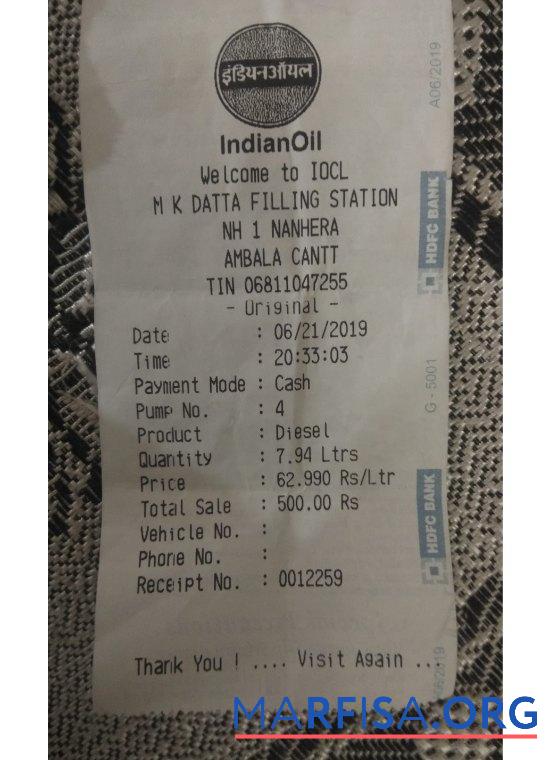 इंडियनऑयल
IndianOil
Welcome to IOCL
M K DATTA FILLING STATION
NH 1 NANHERA
AMBALA CANTT
TIN 06811047255
- Original -
Date : 06/21/2019
Time : 20:33:03
Payment Mode : Cash
Pump No. : 4
Product : Diesel
Quantity : 7.94 Ltrs
Price : 62.990 Rs/Ltr
Total Sale : 500.00 Rs
Vehicle No. :
Phone No. :
Receipt No. : 0012259
Thank You ! .... Visit Again ...
A06/2019
HDFC BANK
G - 5001
HDFC BANK
06/2019
MARFISA.ORG